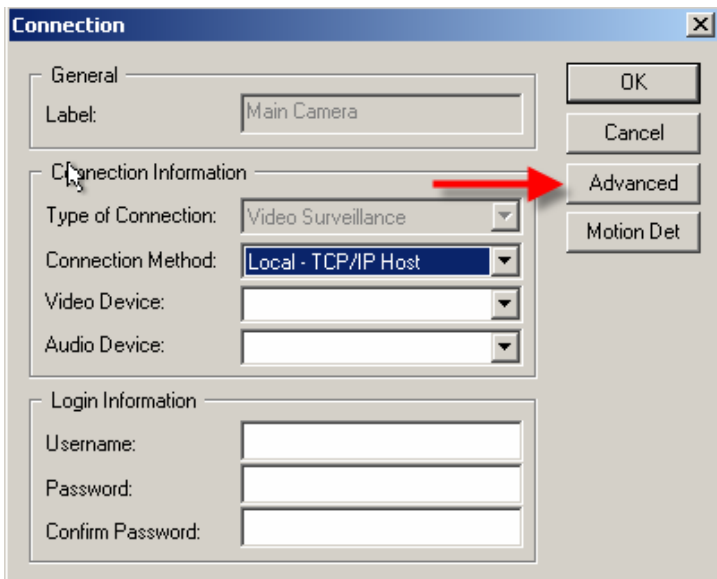 Connection
General
Label: Main Camera
Connection Information
Type of Connection: Video Surveillance
Connection Method: Local - TCP/IP Host
Video Device:
Audio Device:
Login Information
Username:
Password:
Confirm Password:
OK
Cancel
Advanced
Motion Det